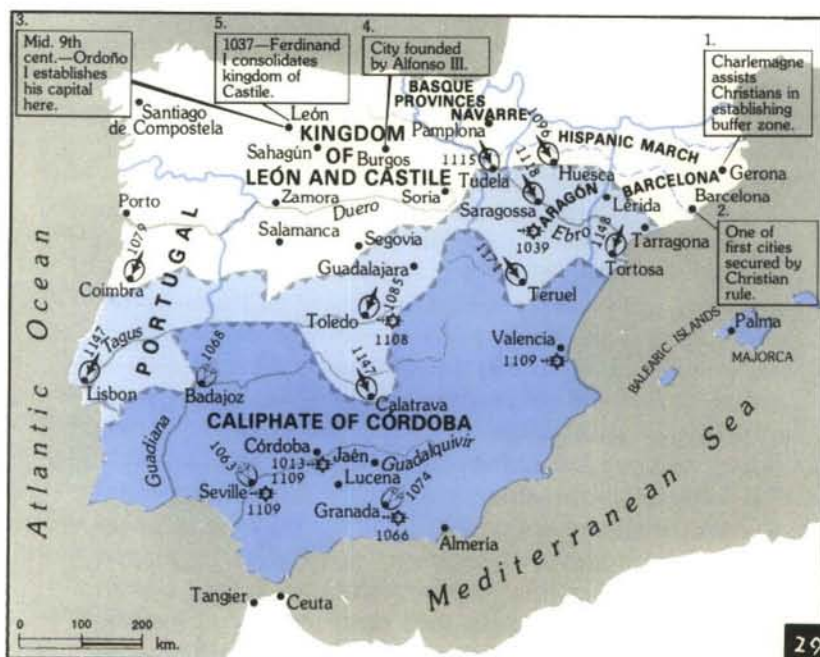 3.
Mid. 9th
cent.—Ordoño
I establishes
his capital
here.
5.
1037—Ferdinand
I consolidates
kingdom of
Castile.
4.
City founded
by Alfonso III.
1.
Charlemagne
assists
Christians in
establishing
buffer zone.
2.
One of
first cities
secured by
Christian
rule.
BASQUE
PROVINCES
NAVARRE
Pamplona
1096
HISPANIC MARCH
Santiago
de Compostela
León
KINGDOM
OF
LEÓN AND CASTILE
Sahagún
Burgos
1115
Tudela
1118
Huesca
Gerona
BARCELONA
Barcelona
Zamora
Soria
Saragossa
ARAGÓN
Lérida
Porto
Duero
1039
Ebro
1148
Tarragona
Tortosa
Salamanca
Segovia
Guadalajara
1171
Teruel
1079
Coimbra
PORTUGAL
1085
Toledo
1108
Valencia
1109
BALEARIC ISLANDS
Palma
MAJORCA
1147
Tagus
Lisbon
1068
Badajoz
1147
Calatrava
CALIPHATE OF CÓRDOBA
Guadiana
Córdoba
1013
1109
Jaén
Guadalquivir
Lucena
1063
Seville
1109
1074
Granada
1066
Almería
Atlantic Ocean
Mediterranean Sea
Tangier
Ceuta
0 100 200
km.
29